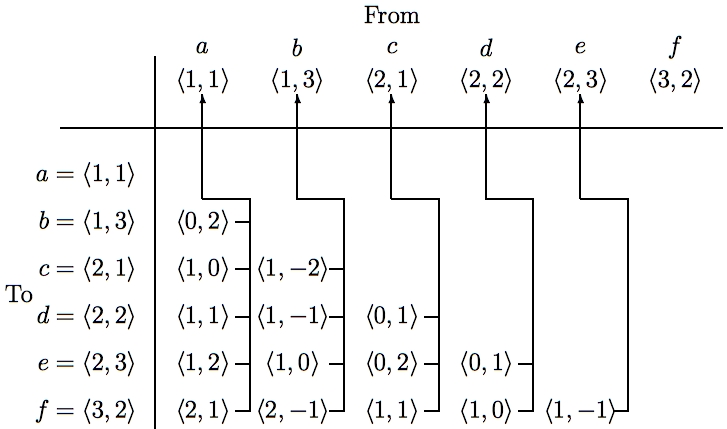 From
a b c d e f
⟨1, 1⟩ ⟨1, 3⟩ ⟨2, 1⟩ ⟨2, 2⟩ ⟨2, 3⟩ ⟨3, 2⟩
a = ⟨1, 1⟩
b = ⟨1, 3⟩ ⟨0, 2⟩
c = ⟨2, 1⟩ ⟨1, 0⟩ ⟨1, −2⟩
To
d = ⟨2, 2⟩ ⟨1, 1⟩ ⟨1, −1⟩ ⟨0, 1⟩
e = ⟨2, 3⟩ ⟨1, 2⟩ ⟨1, 0⟩ ⟨0, 2⟩ ⟨0, 1⟩
f = ⟨3, 2⟩ ⟨2, 1⟩ ⟨2, −1⟩ ⟨1, 1⟩ ⟨1, 0⟩ ⟨1, −1⟩